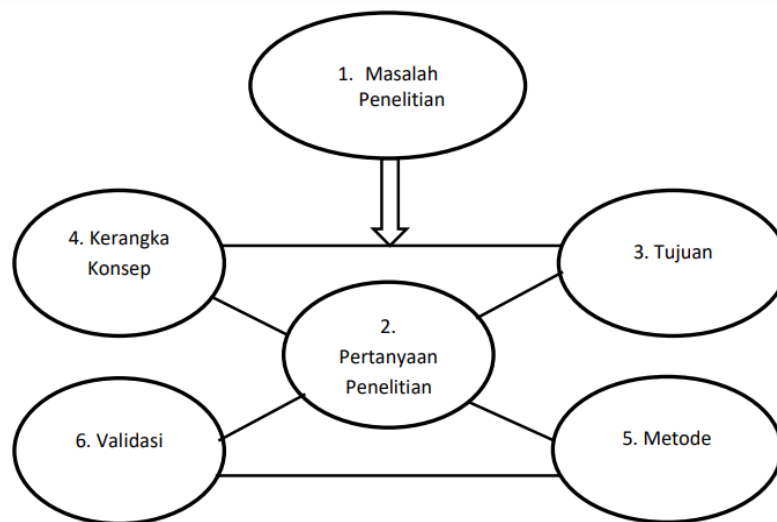 1. Masalah
Penelitian
4. Kerangka
Konsep
3. Tujuan
2.
Pertanyaan
Penelitian
6. Validasi
5. Metode